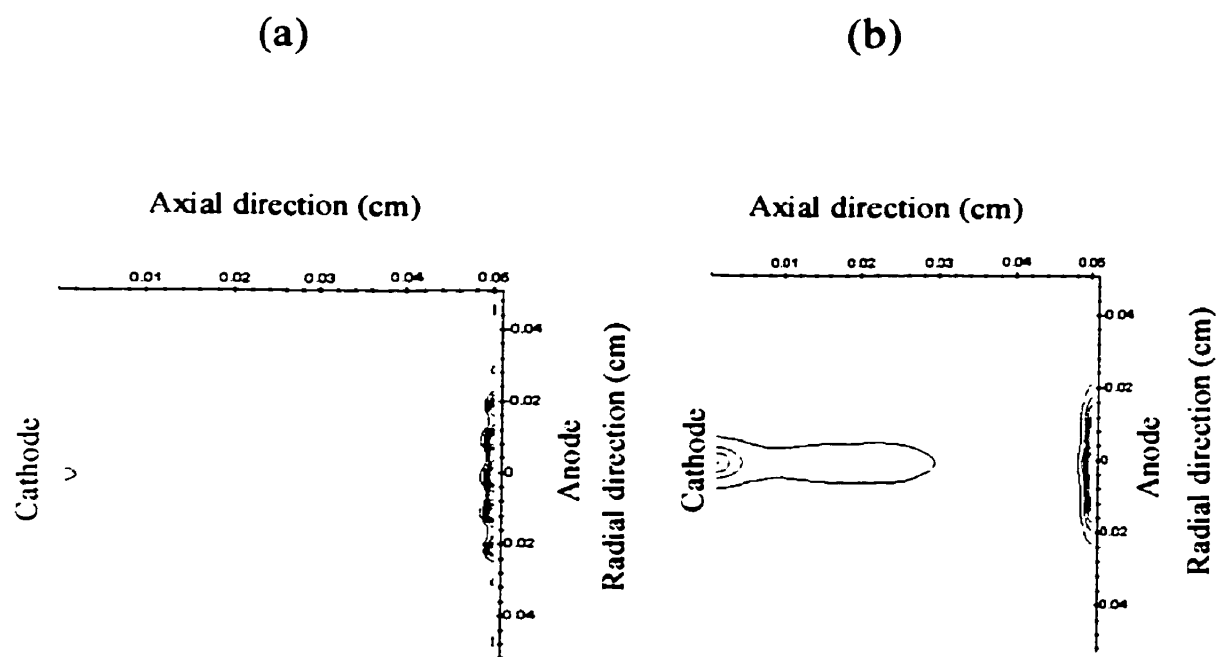 (a)
(b)
Axial direction (cm)
Axial direction (cm)
0.01 0.02 0.03 0.04 0.05
0.01 0.02 0.03 0.04 0.05
Cathode
0.04
0.02
0
0.02
0.04
Anode
Radial direction (cm)
Cathode
0.04
0.02
0
0.02
0.04
Anode
Radial direction (cm)